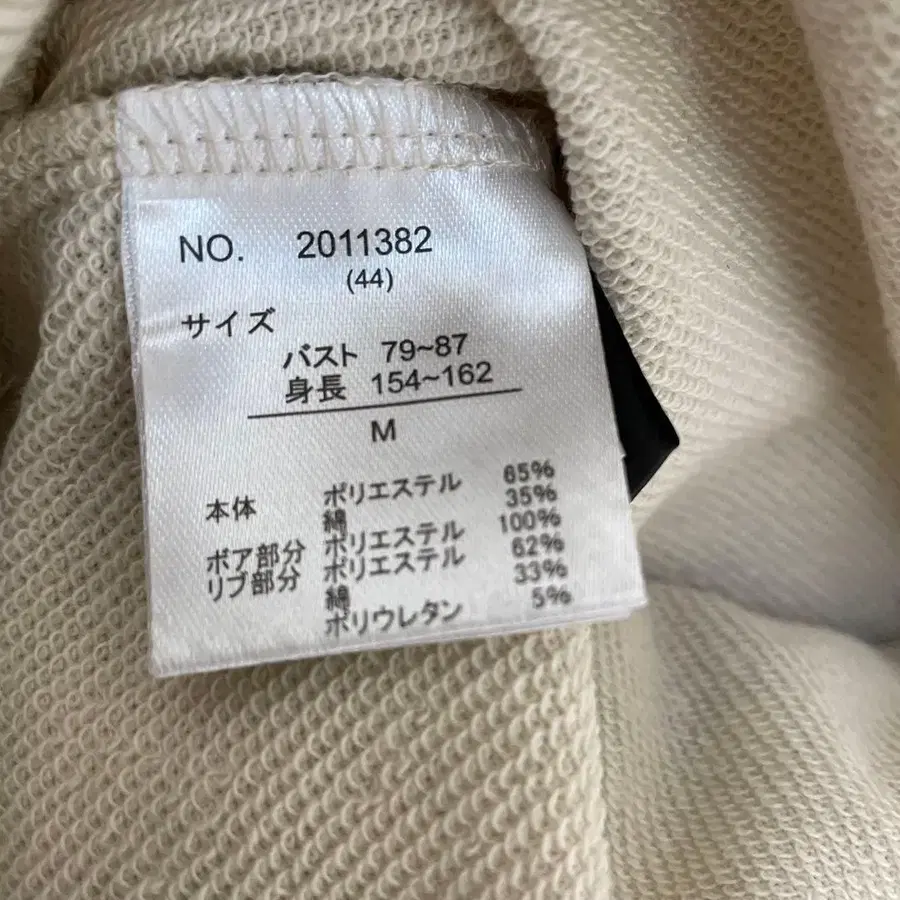 NO. 2011382
(44)
サイズ
バスト 79~87
身長 154~162
M
本体 ポリエステル 65%
綿 35%
ボア部分 ポリエステル 100%
リブ部分 ポリエステル 62%
綿 33%
ポリウレタン 5%